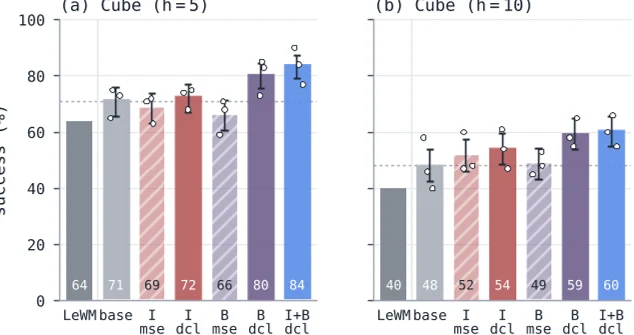 (a) Cube (h=5)
100
80
60
40
20
0
success (%)
64 71 69 72 66 80 84
LeWM base I mse I dcl B mse B dcl I+B dcl
(b) Cube (h=10)
40 48 52 54 49 59 60
LeWM base I mse I dcl B mse B dcl I+B dcl